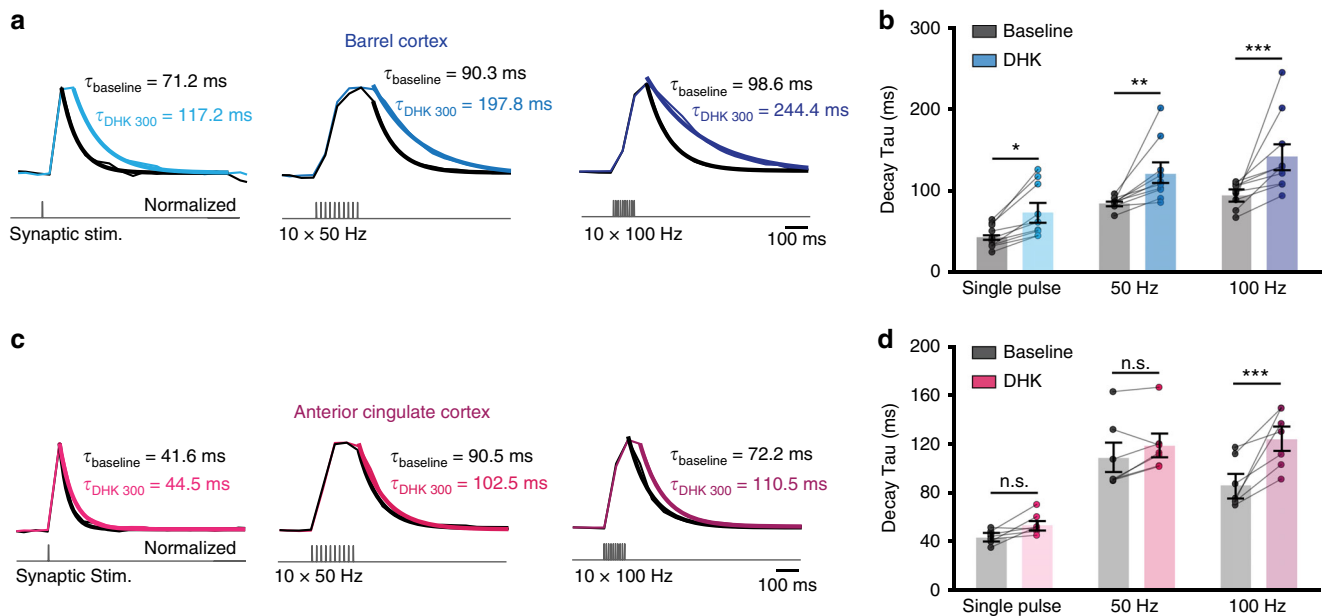 a
Barrel cortex
τbaseline = 71.2 ms
τDHK 300 = 117.2 ms
τbaseline = 90.3 ms
τDHK 300 = 197.8 ms
τbaseline = 98.6 ms
τDHK 300 = 244.4 ms
Normalized
Synaptic stim.
10 × 50 Hz
10 × 100 Hz
100 ms
b
Baseline
DHK
Decay Tau (ms)
300
200
100
0
*
**
***
Single pulse
50 Hz
100 Hz
c
Anterior cingulate cortex
τbaseline = 41.6 ms
τDHK 300 = 44.5 ms
τbaseline = 90.5 ms
τDHK 300 = 102.5 ms
τbaseline = 72.2 ms
τDHK 300 = 110.5 ms
Normalized
Synaptic Stim.
10 × 50 Hz
10 × 100 Hz
100 ms
d
Baseline
DHK
Decay Tau (ms)
200
160
120
80
40
0
n.s.
n.s.
***
Single pulse
50 Hz
100 Hz